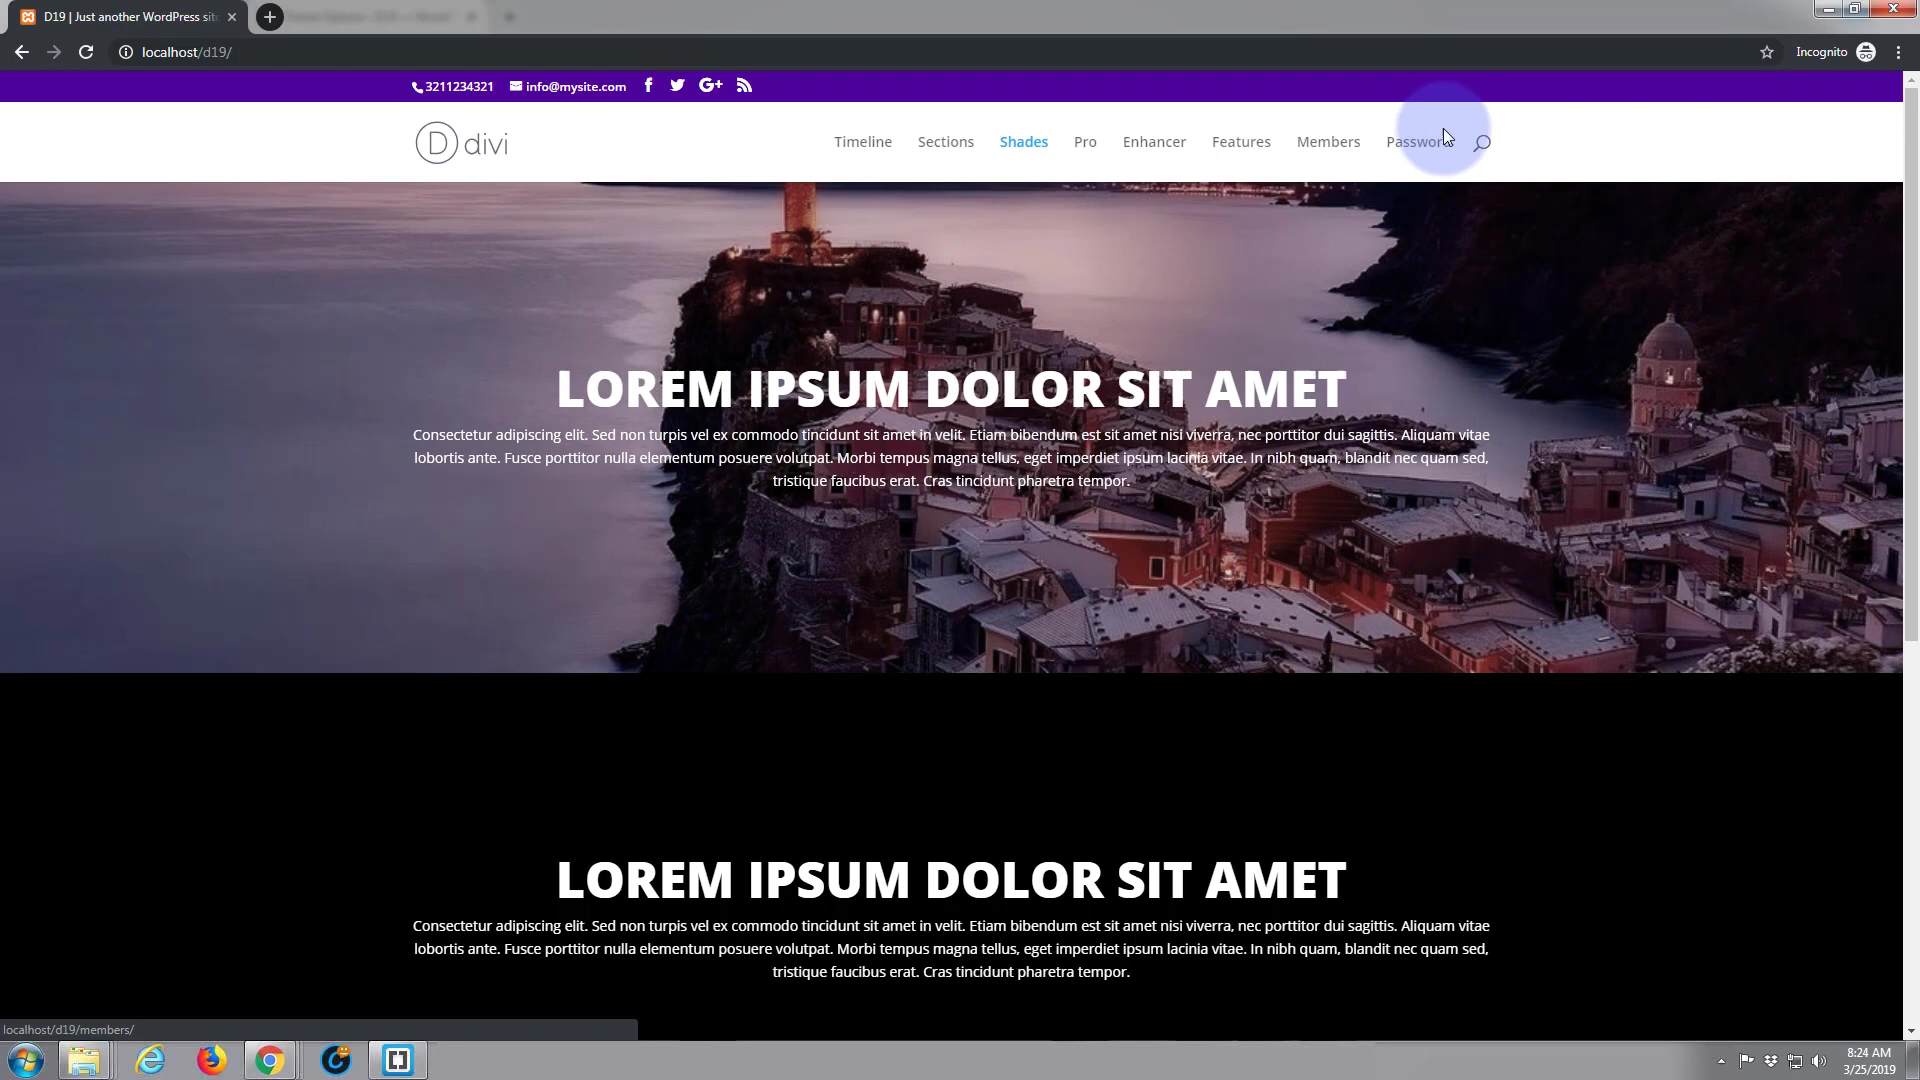 D19 | Just another WordPress sit
localhost/d19/
Incognito
3211234321 info@mysite.com
D divi
Timeline Sections Shades Pro Enhancer Features Members Password
LOREM IPSUM DOLOR SIT AMET
Consectetur adipiscing elit. Sed non turpis vel ex commodo tincidunt sit amet in velit. Etiam bibendum est sit amet nisi viverra, nec porttitor dui sagittis. Aliquam vitae
lobortis ante. Fusce porttitor nulla elementum posuere volutpat. Morbi tempus magna tellus, eget imperdiet ipsum lacinia vitae. In nibh quam, blandit nec quam sed,
tristique faucibus erat. Cras tincidunt pharetra tempor.
LOREM IPSUM DOLOR SIT AMET
Consectetur adipiscing elit. Sed non turpis vel ex commodo tincidunt sit amet in velit. Etiam bibendum est sit amet nisi viverra, nec porttitor dui sagittis. Aliquam vitae
lobortis ante. Fusce porttitor nulla elementum posuere volutpat. Morbi tempus magna tellus, eget imperdiet ipsum lacinia vitae. In nibh quam, blandit nec quam sed,
tristique faucibus erat. Cras tincidunt pharetra tempor.
localhost/d19/members/
8:24 AM
3/25/2019